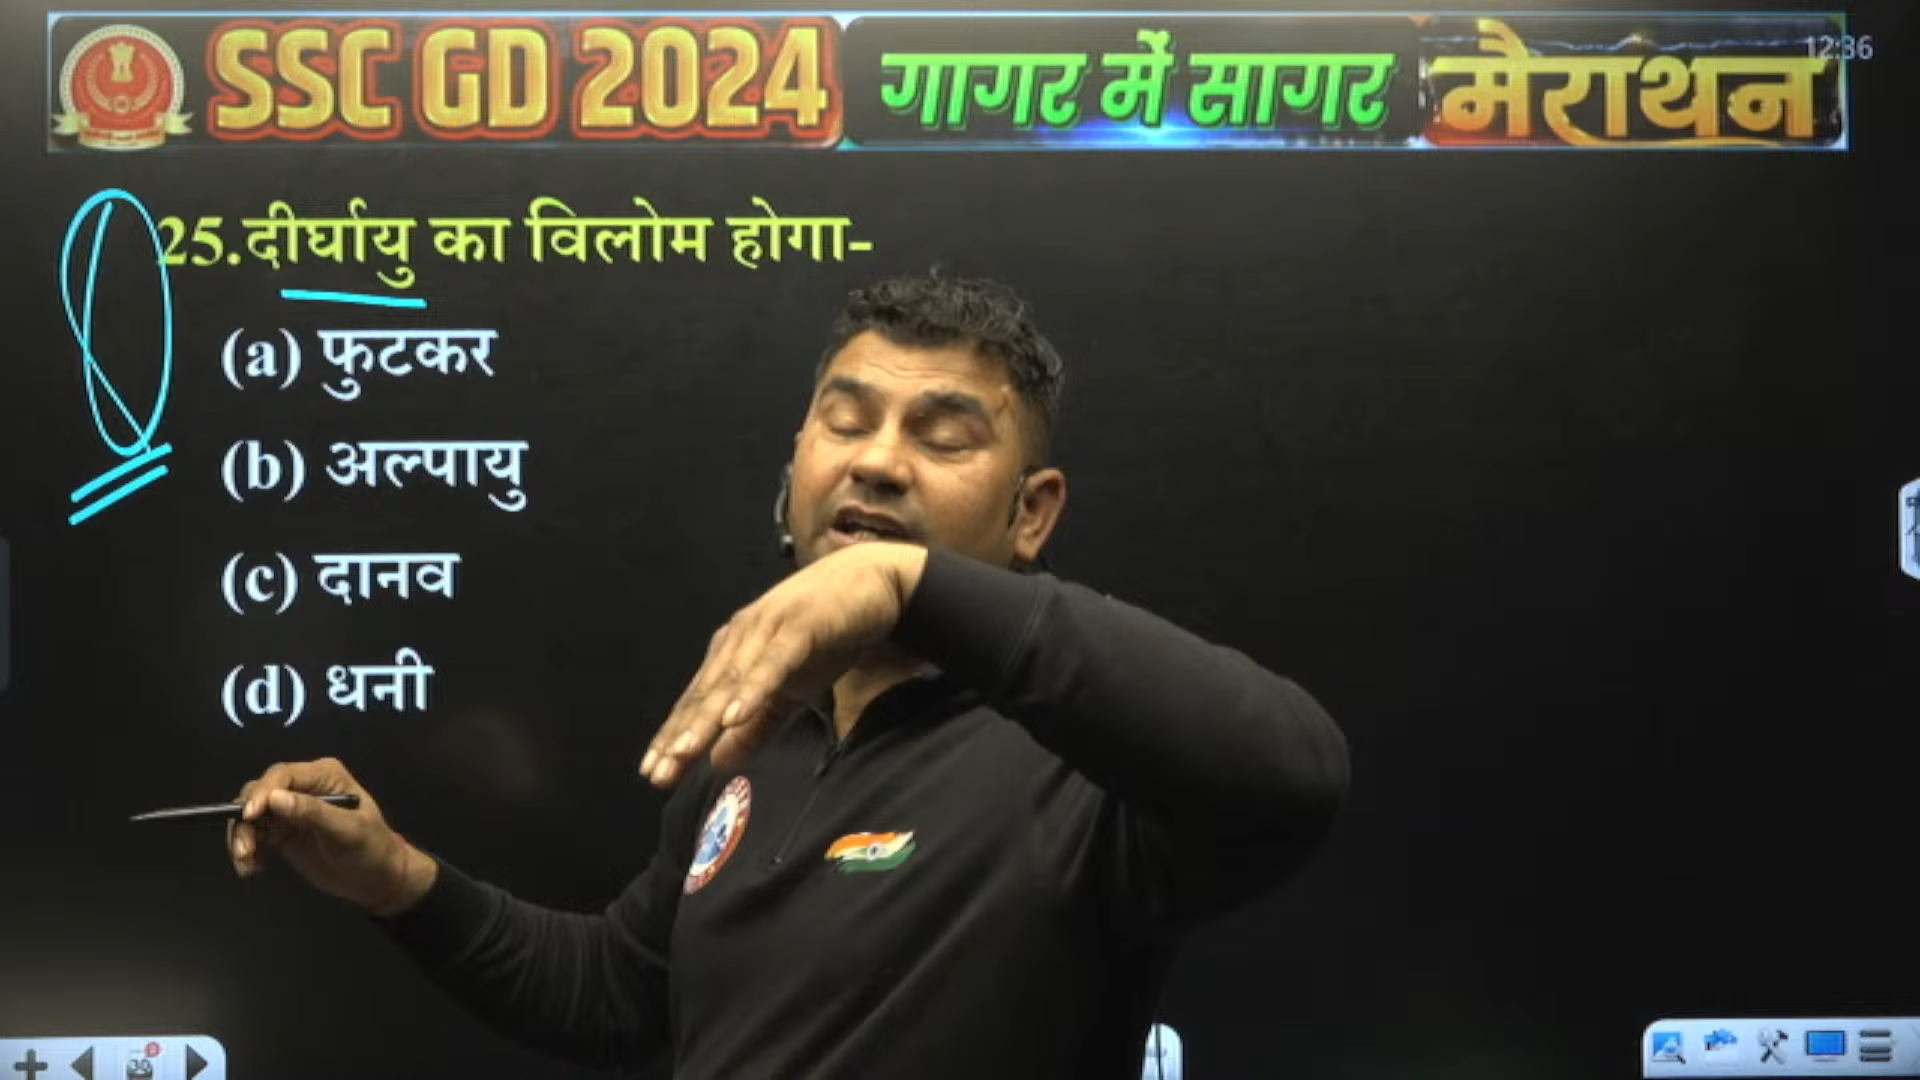 SSC GD 2024 गागर में सागर मैराथन
12:36
25.दीर्घायु का विलोम होगा-
(a) फुटकर
(b) अल्पायु
(c) दानव
(d) धनी